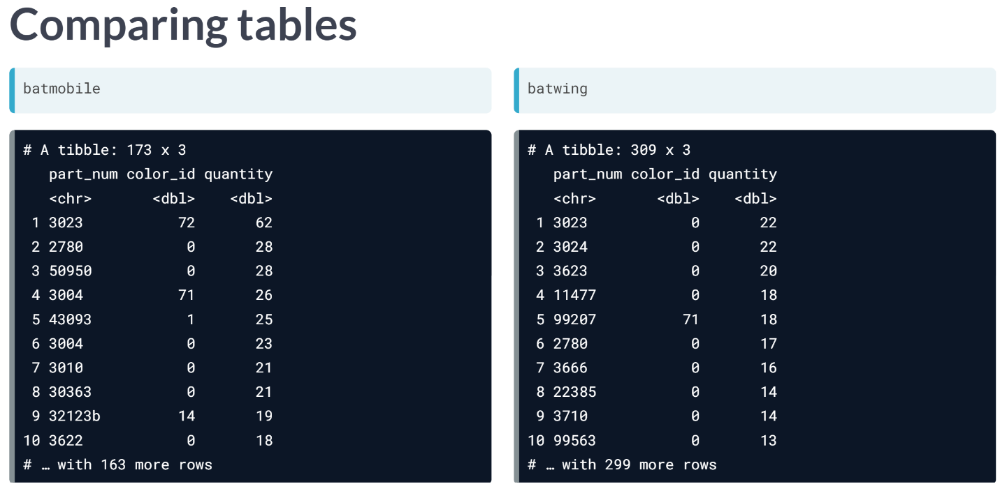 Comparing tables
batmobile
# A tibble: 173 x 3
part_num color_id quantity
<chr> <dbl> <dbl>
1 3023 72 62
2 2780 0 28
3 50950 0 28
4 3004 71 26
5 43093 1 25
6 3004 0 23
7 3010 0 21
8 30363 0 21
9 32123b 14 19
10 3622 0 18
# … with 163 more rows
batwing
# A tibble: 309 x 3
part_num color_id quantity
<chr> <dbl> <dbl>
1 3023 0 22
2 3024 0 22
3 3623 0 20
4 11477 0 18
5 99207 71 18
6 2780 0 17
7 3666 0 16
8 22385 0 14
9 3710 0 14
10 99563 0 13
# … with 299 more rows